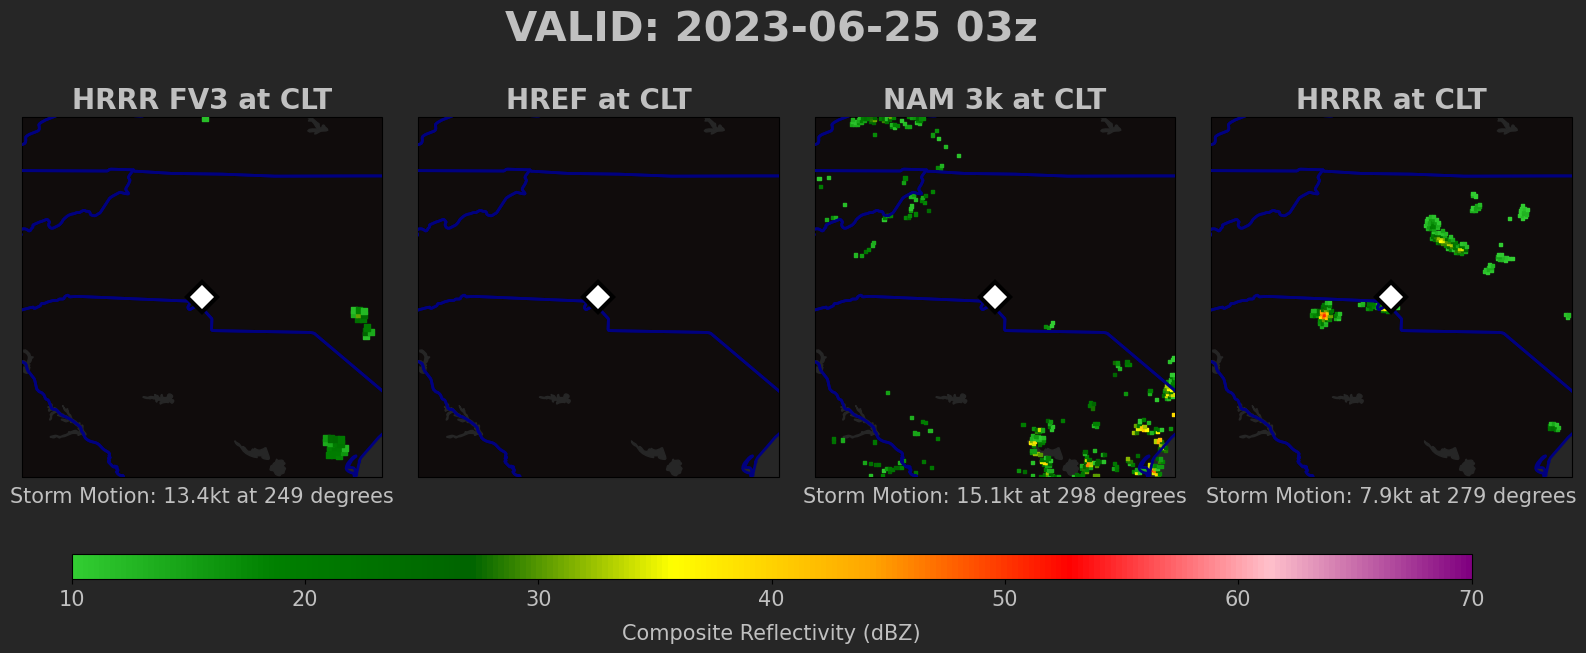 VALID: 2023-06-25 03z
HRRR FV3 at CLT
HREF at CLT
NAM 3k at CLT
HRRR at CLT
Storm Motion: 13.4kt at 249 degrees
Storm Motion: 15.1kt at 298 degrees
Storm Motion: 7.9kt at 279 degrees
10 20 30 40 50 60 70
Composite Reflectivity (dBZ)